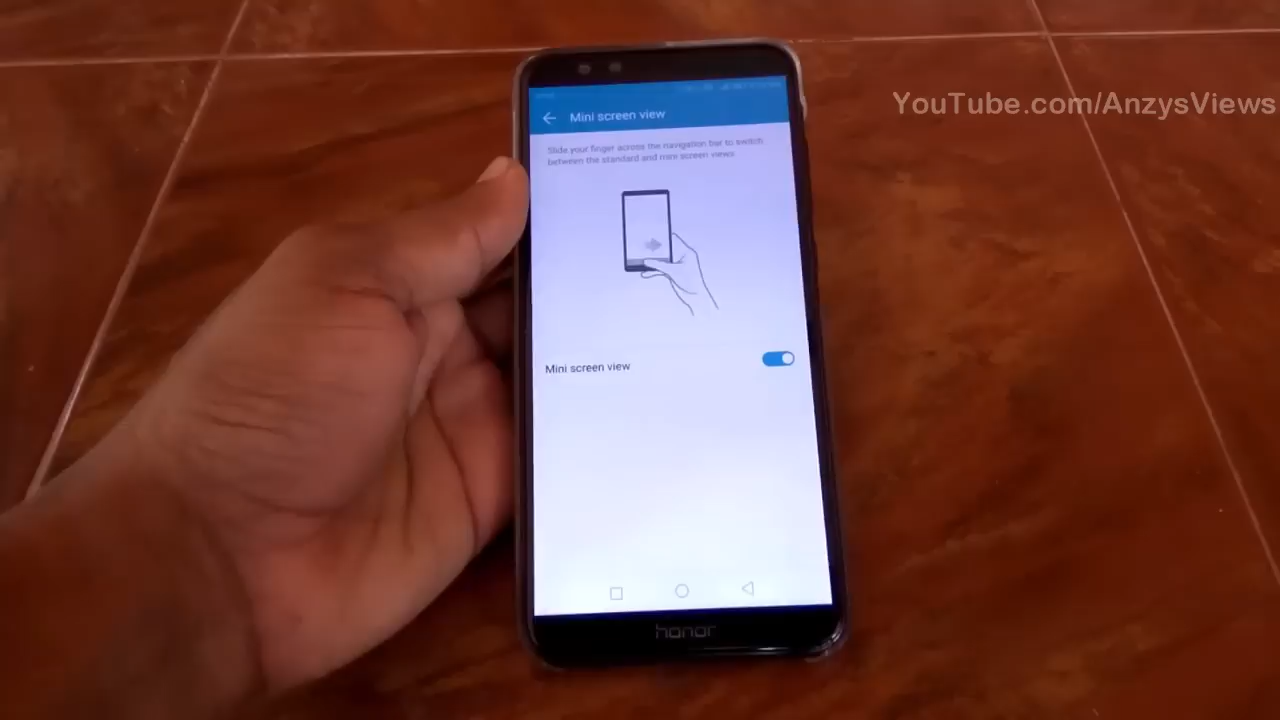 YouTube.com/AnzysViews
Mini screen view
Slide your finger across the navigation bar to switch
between the standard and mini screen views.
Mini screen view
honor